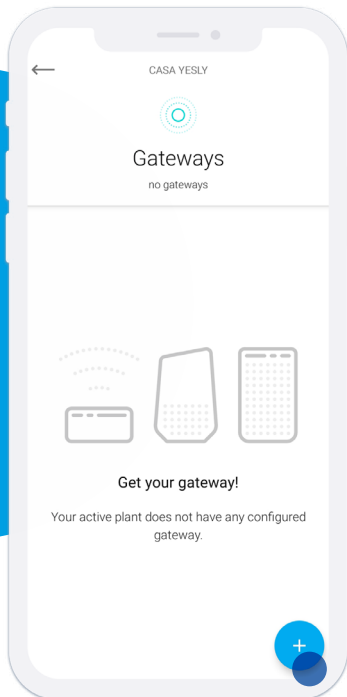 CASA YESLY
Gateways
no gateways
Get your gateway!
Your active plant does not have any configured
gateway.